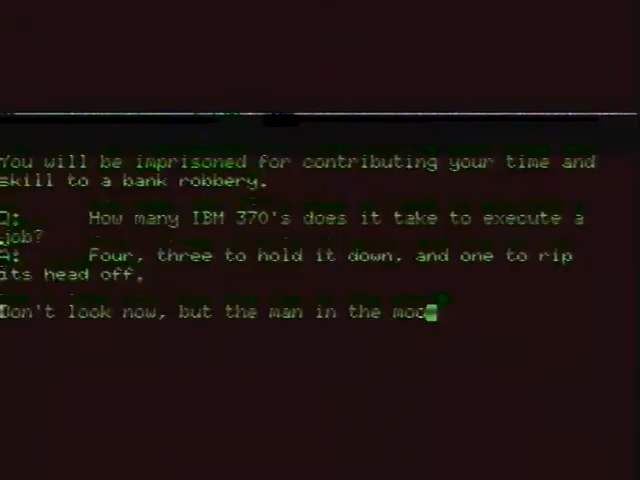 You will be imprisoned for contributing your time and
skill to a bank robbery.
Q: How many IBM 370's does it take to execute a
job?
A: Four, three to hold it down, and one to rip
its head off.
Don't look now, but the man in the moo